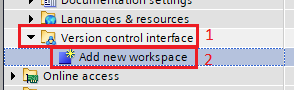 Documentation settings
Languages & resources
Version control interface 1
Add new workspace 2
Online access